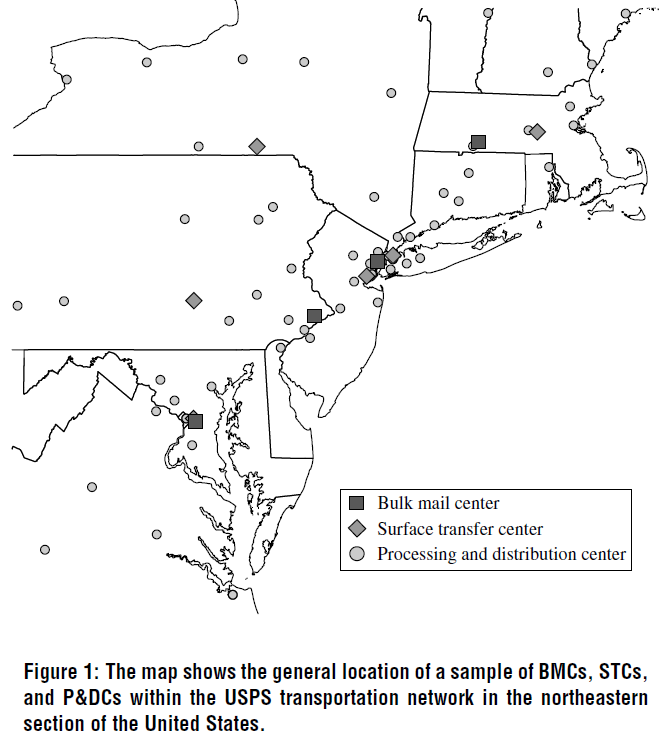 Bulk mail center
Surface transfer center
Processing and distribution center
Figure 1: The map shows the general location of a sample of BMCs, STCs,
and P&DCs within the USPS transportation network in the northeastern
section of the United States.